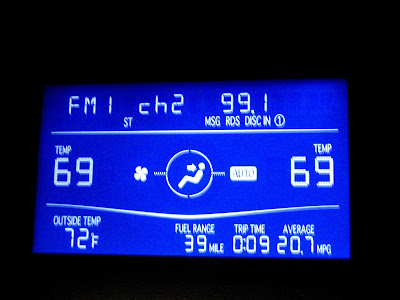 FM1 ch2 99.1
ST MSG RDS DISC IN 1
TEMP TEMP
69 AUTO 69
OUTSIDE TEMP FUEL RANGE TRIP TIME AVERAGE
72°F 39 MILE 0:09 20.7 MPG